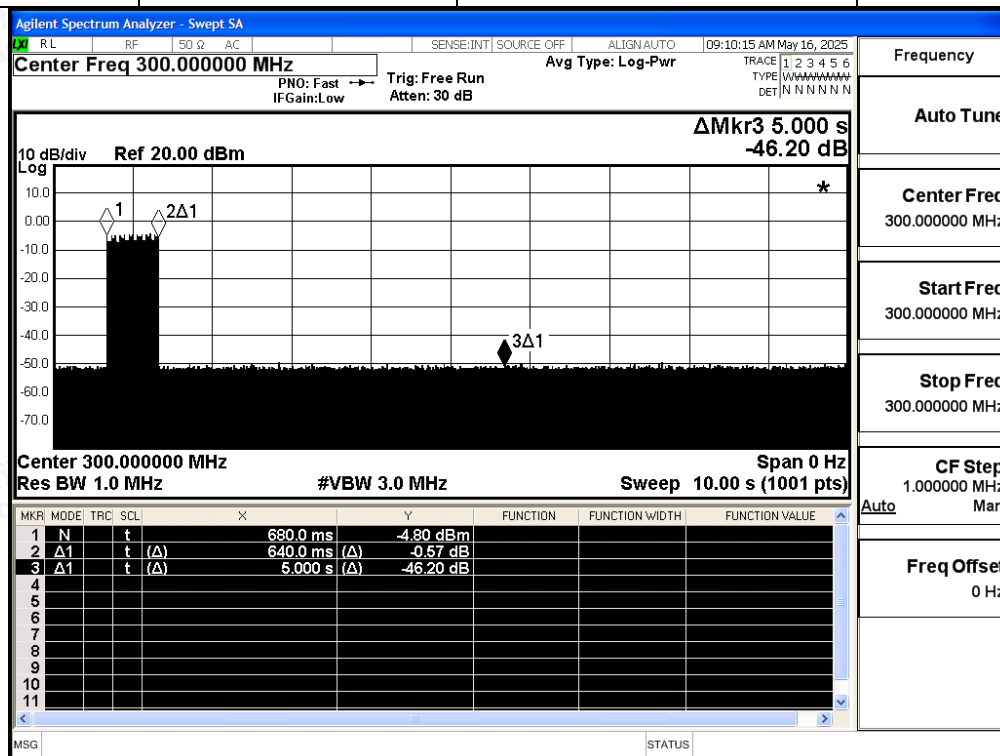 Agilent Spectrum Analyzer - Swept SA
LXI RL RF 50 Ω AC SENSE:INT SOURCE OFF ALIGN AUTO 09:10:15 AM May 16, 2025
Center Freq 300.000000 MHz
PNO: Fast
IFGain:Low
Trig: Free Run
Atten: 30 dB
Avg Type: Log-Pwr
TRACE 1 2 3 4 5 6
TYPE WWWWWW
DET N N N N N N
ΔMkr3 5.000 s
-46.20 dB
10 dB/div Ref 20.00 dBm
Log
10.0
0.00
-10.0
-20.0
-30.0
-40.0
-50.0
-60.0
-70.0
1
2Δ1
3Δ1
*
Center 300.000000 MHz Span 0 Hz
Res BW 1.0 MHz #VBW 3.0 MHz Sweep 10.00 s (1001 pts)
MKR MODE TRC SCL X Y FUNCTION FUNCTION WIDTH FUNCTION VALUE
1 N t 680.0 ms -4.80 dBm
2 Δ1 t (Δ) 640.0 ms (Δ) -0.57 dB
3 Δ1 t (Δ) 5.000 s (Δ) -46.20 dB
4
5
6
7
8
9
10
11
MSG STATUS
Frequency
Auto Tune
Center Freq
300.000000 MHz
Start Freq
300.000000 MHz
Stop Freq
300.000000 MHz
CF Step
1.000000 MHz
Auto Man
Freq Offset
0 Hz